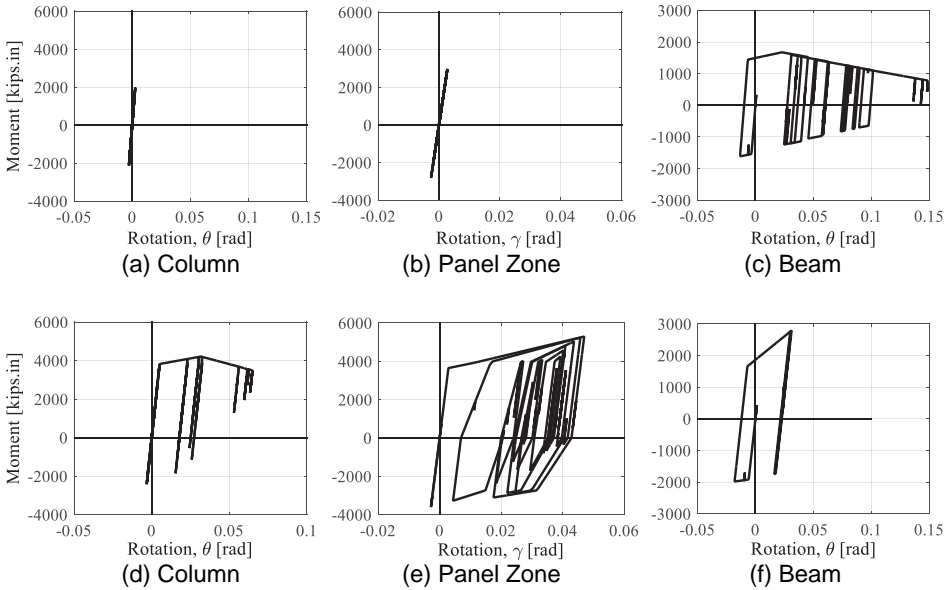 Moment [kips.in]
6000
4000
2000
0
-2000
-4000
-0.05 0 0.05 0.1 0.15
Rotation, θ [rad]
(a) Column
6000
4000
2000
0
-2000
-4000
-0.02 0 0.02 0.04 0.06
Rotation, γ [rad]
(b) Panel Zone
3000
2000
1000
0
-1000
-2000
-3000
-0.05 0 0.05 0.1 0.15
Rotation, θ [rad]
(c) Beam
Moment [kips.in]
6000
4000
2000
0
-2000
-4000
-0.05 0 0.05 0.1
Rotation, θ [rad]
(d) Column
6000
4000
2000
0
-2000
-4000
-0.02 0 0.02 0.04 0.06
Rotation, γ [rad]
(e) Panel Zone
3000
2000
1000
0
-1000
-2000
-3000
-0.05 0 0.05 0.1 0.15
Rotation, θ [rad]
(f) Beam